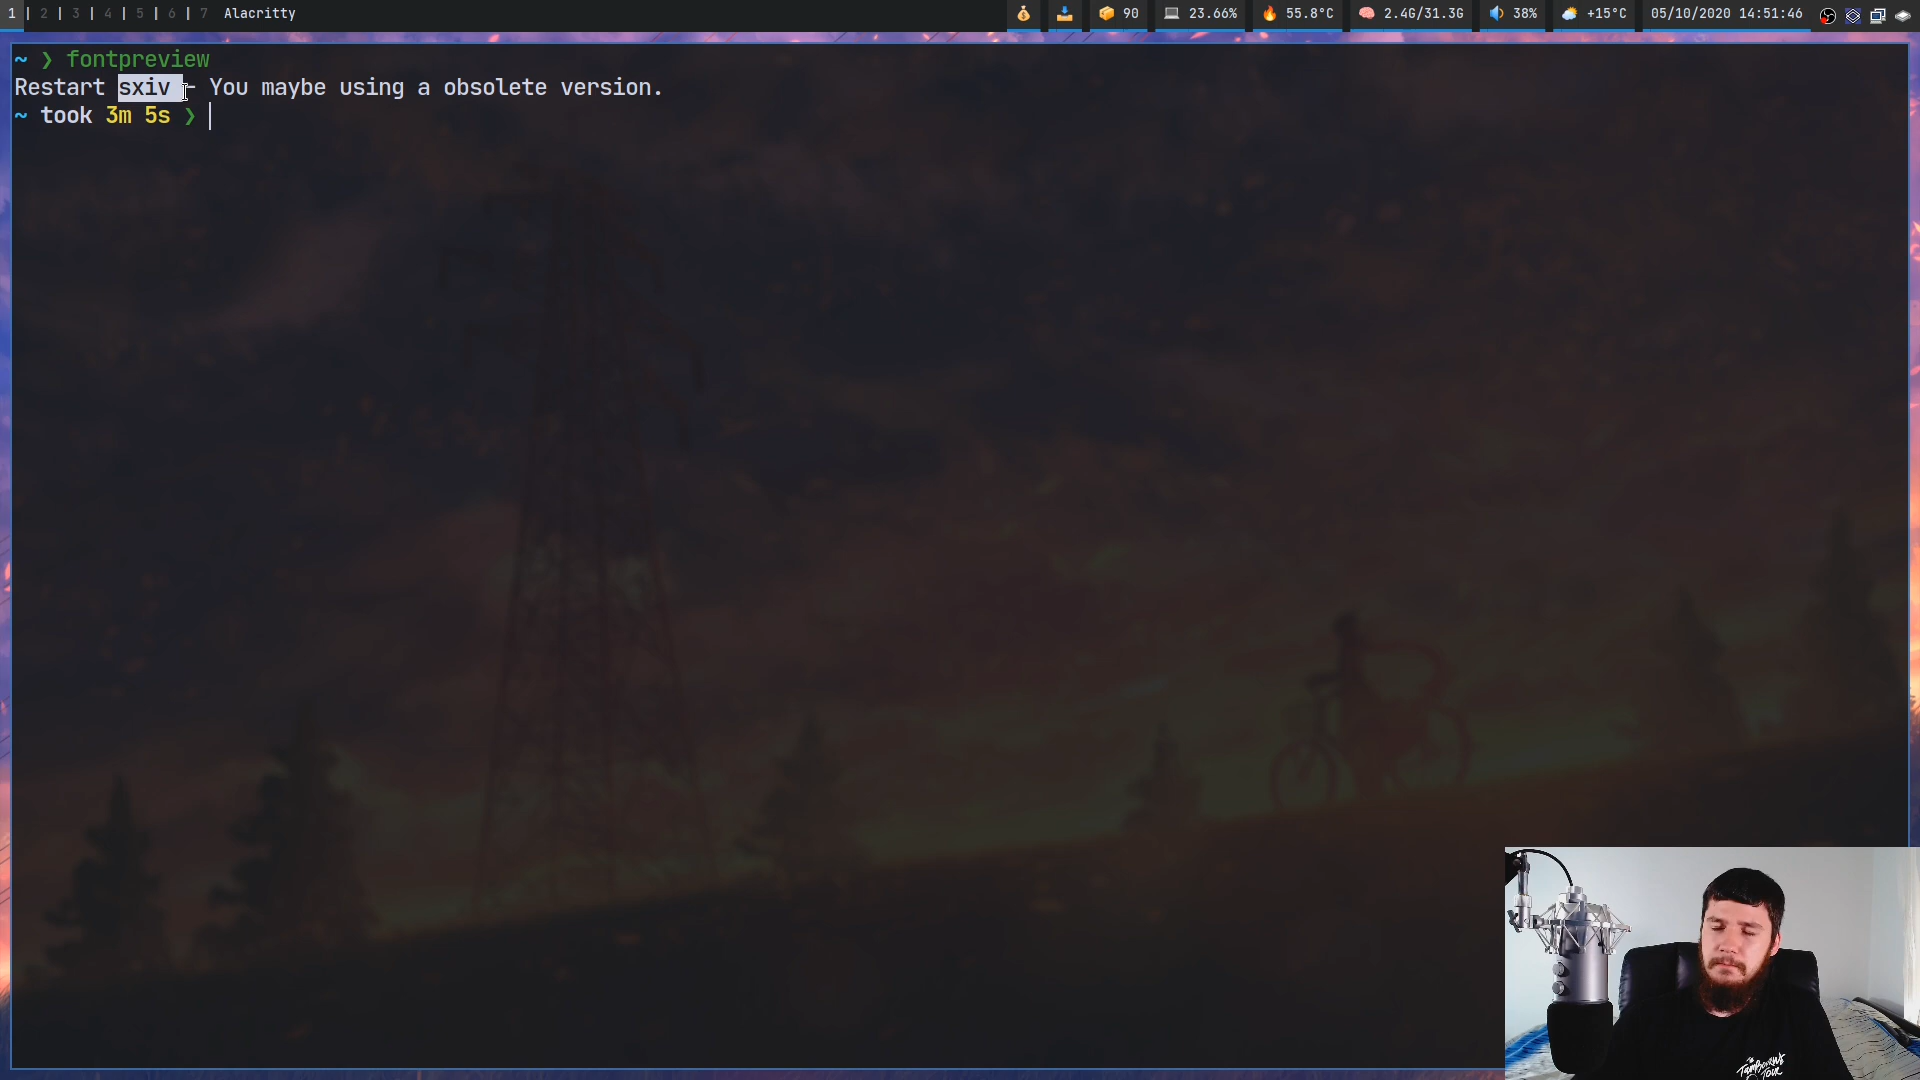 1 | 2 | 3 | 4 | 5 | 6 | 7 Alacritty 90 23.66% 55.8°C 2.4G/31.3G 38% +15°C 05/10/2020 14:51:46
~ ❯ fontpreview
Restart sxiv - You maybe using a obsolete version.
~ took 3m 5s ❯
Tour